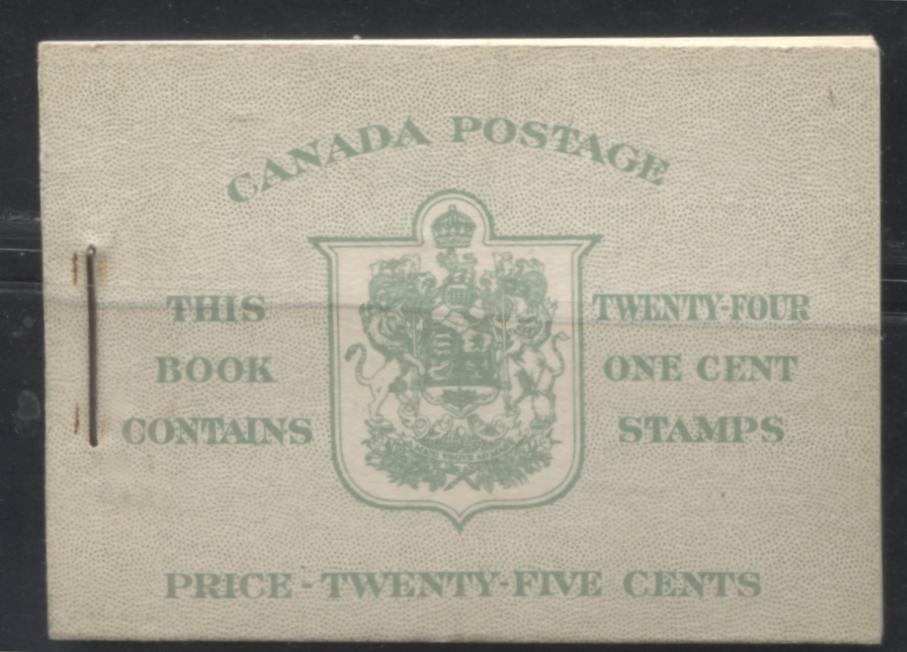 CANADA POSTAGE
THIS
BOOK
CONTAINS
TWENTY-FOUR
ONE CENT
STAMPS
PRICE - TWENTY-FIVE CENTS